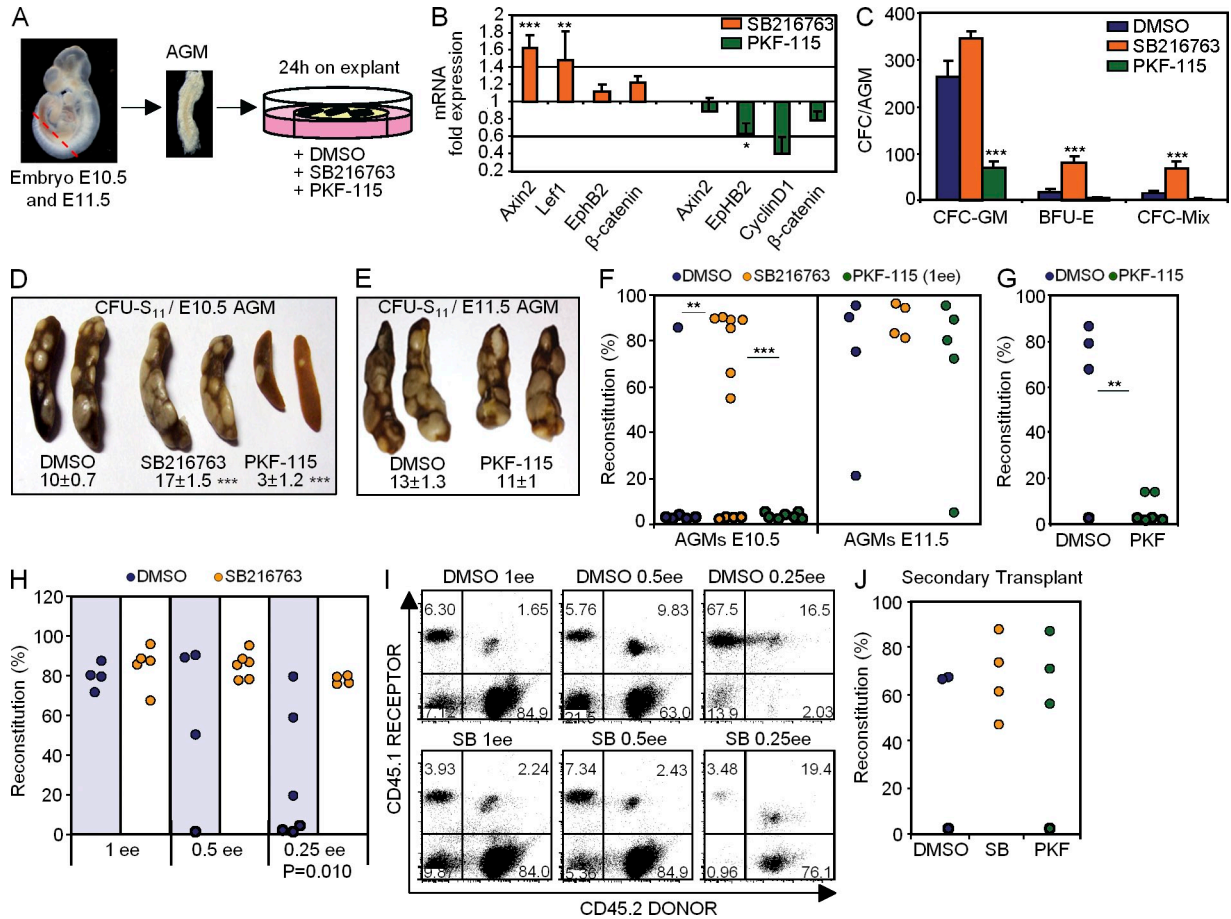 A
AGM
24h on explant
+ DMSO
+ SB216763
+ PKF-115
Embryo E10.5
and E11.5
B
SB216763
PKF-115
mRNA
fold expression
1.8
1.6
1.4
1.2
1
0.8
0.6
0.4
0.2
***
**
*
Axin2
Lef1
EphB2
β-catenin
Axin2
EpHB2
CyclinD1
β-catenin
C
DMSO
SB216763
PKF-115
CFC/AGM
400
300
200
100
0
***
***
***
CFC-GM
BFU-E
CFC-Mix
D
CFU-S11/ E10.5 AGM
DMSO
10±0.7
SB216763
17±1.5 ***
PKF-115
3±1.2 ***
E
CFU-S11/ E11.5 AGM
DMSO
13±1.3
PKF-115
11±1
F
DMSO
SB216763
PKF-115 (1ee)
Reconstitution (%)
100
80
60
40
20
0
**
***
AGMs E10.5
AGMs E11.5
G
DMSO
PKF-115
Reconstitution (%)
100
80
60
40
20
0
**
DMSO
PKF
H
DMSO
SB216763
Reconstitution (%)
120
100
80
60
40
20
0
1 ee
0.5 ee
0.25 ee
P=0.010
I
DMSO 1ee
DMSO 0.5ee
DMSO 0.25ee
6.30
1.65
84.9
5.76
9.83
63.0
67.5
16.5
13.9
2.03
SB 1ee
SB 0.5ee
SB 0.25ee
3.93
2.24
84.0
7.34
2.43
84.9
3.48
19.4
0.96
76.1
CD45.1 RECEPTOR
CD45.2 DONOR
J
Secondary Transplant
Reconstitution (%)
100
80
60
40
20
0
DMSO
SB
PKF